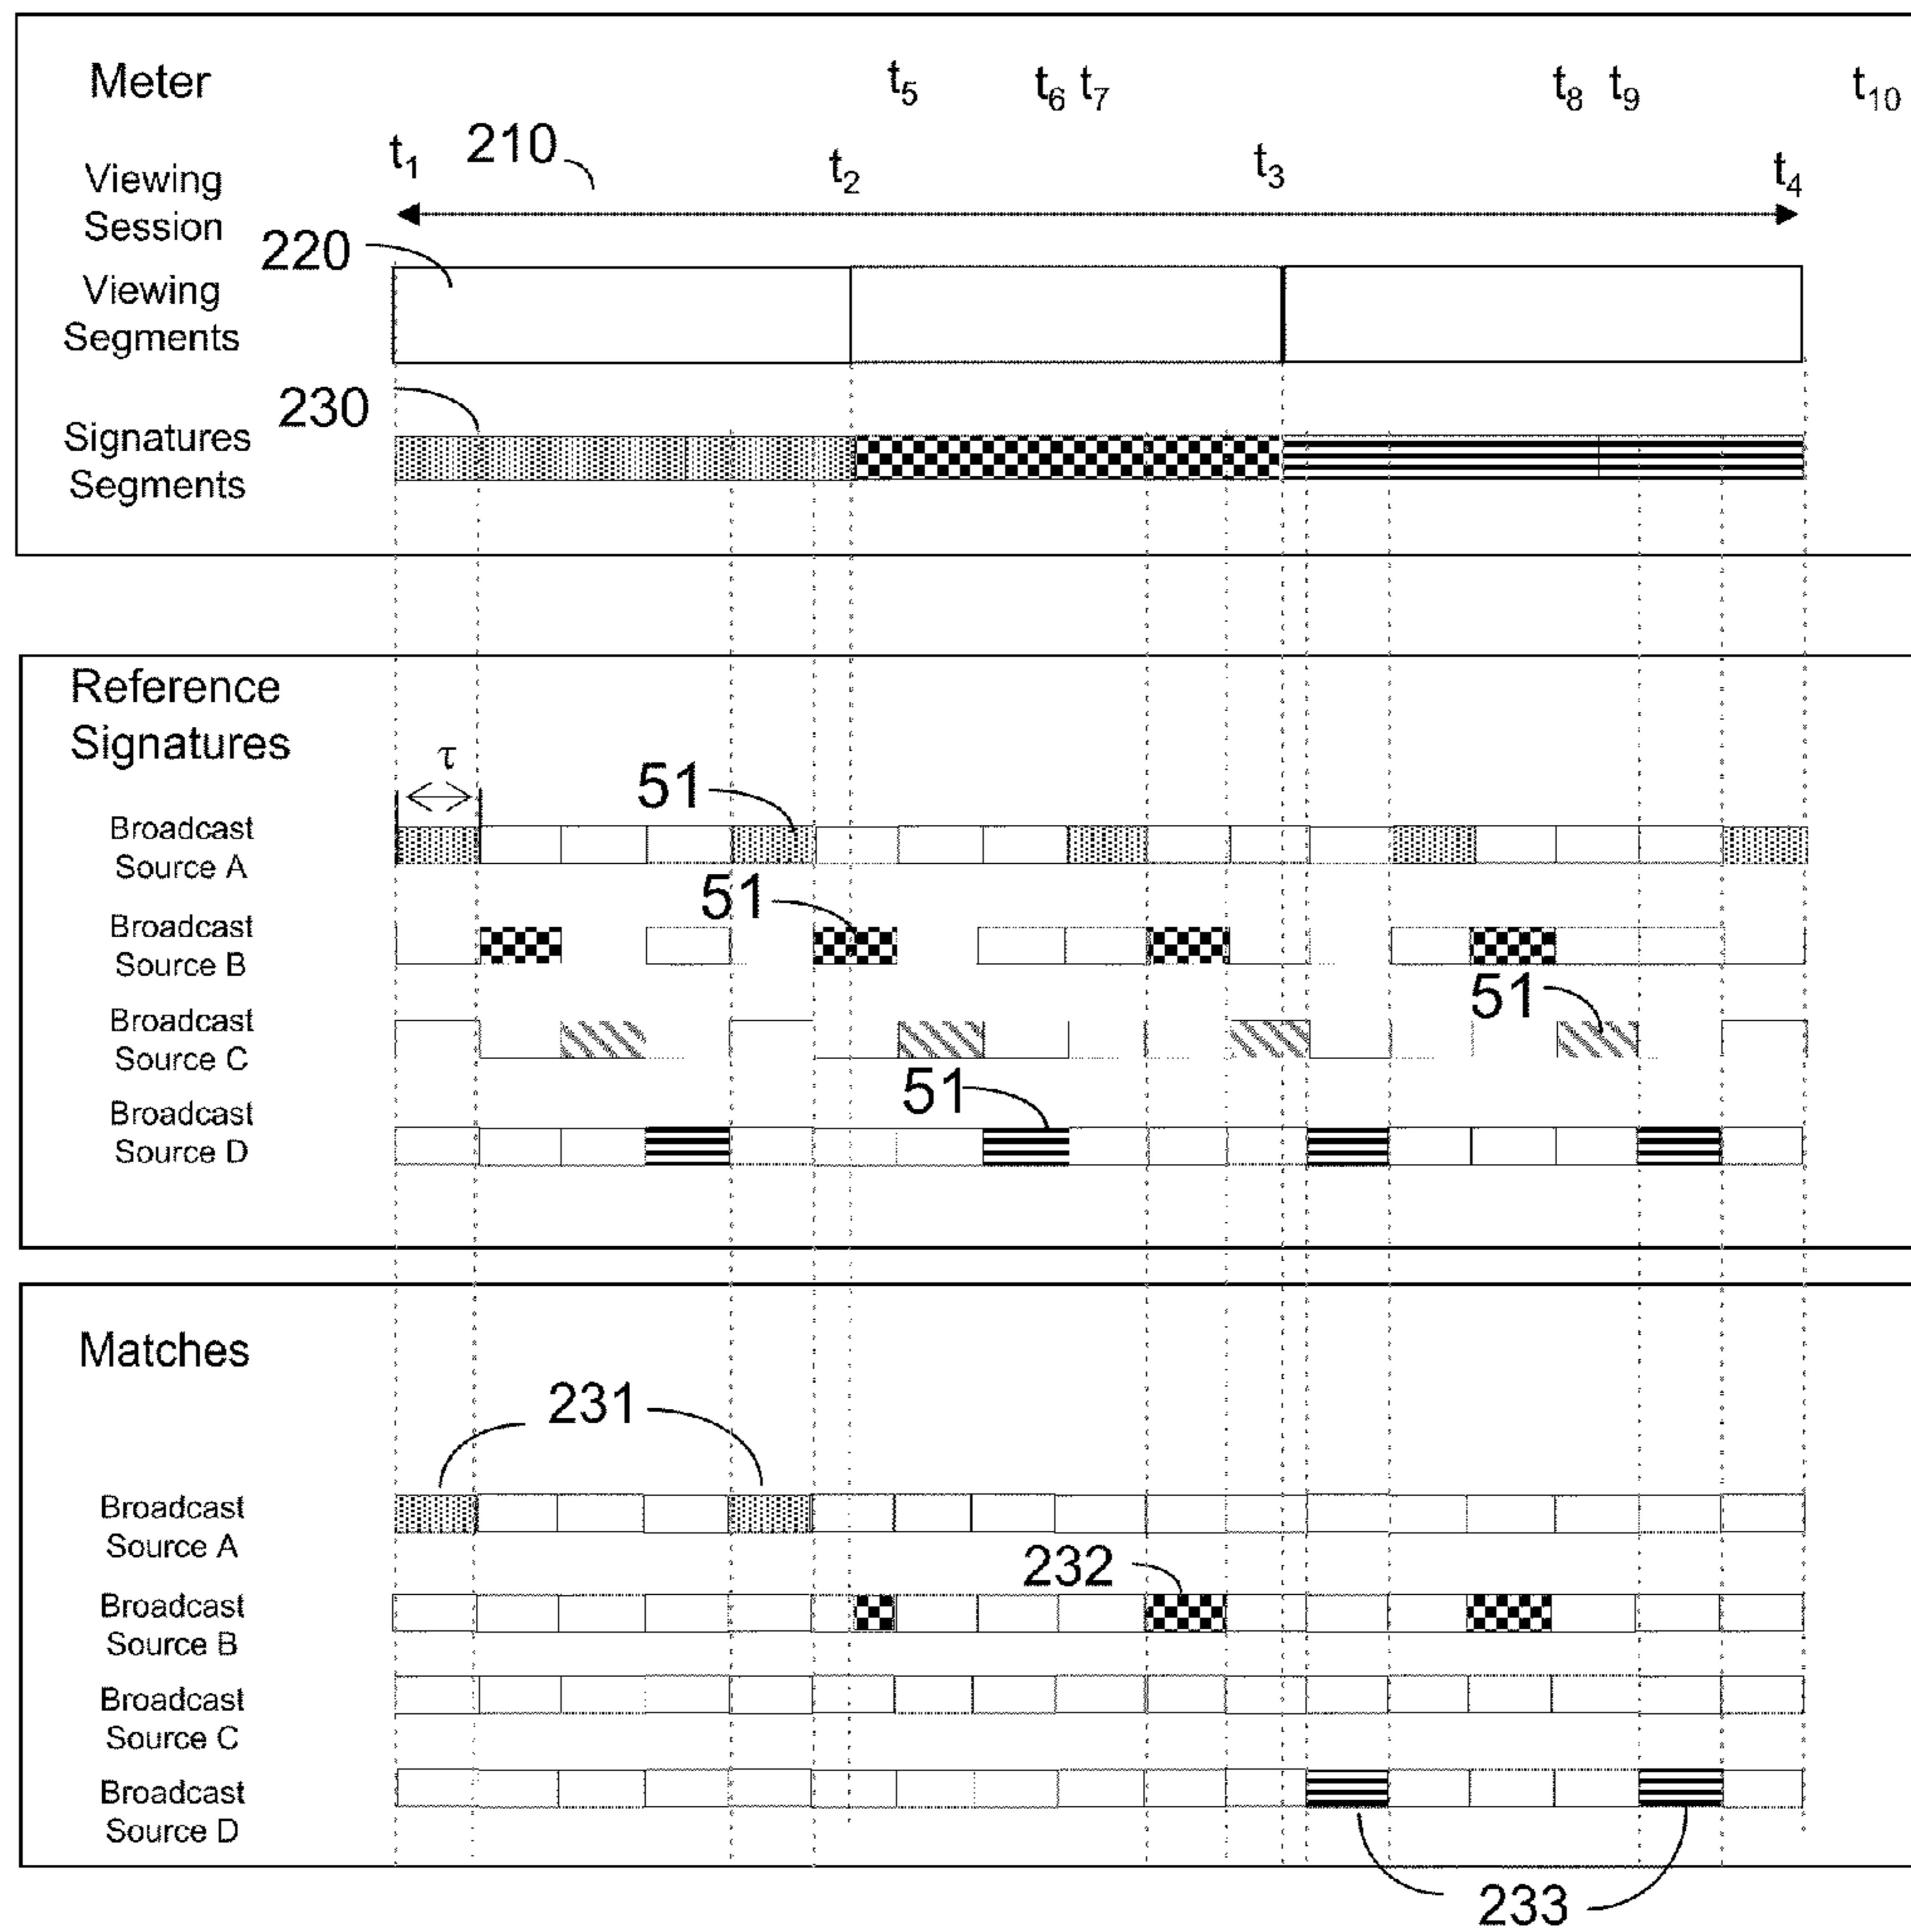 Meter
t5
t6 t7
t8 t9
t10
t1
210
t2
t3
t4
Viewing
Session
220
Viewing
Segments
230
Signatures
Segments
Reference
Signatures
τ
51
Broadcast
Source A
51
Broadcast
Source B
51
Broadcast
Source C
51
Broadcast
Source D
Matches
231
Broadcast
Source A
232
Broadcast
Source B
Broadcast
Source C
Broadcast
Source D
233